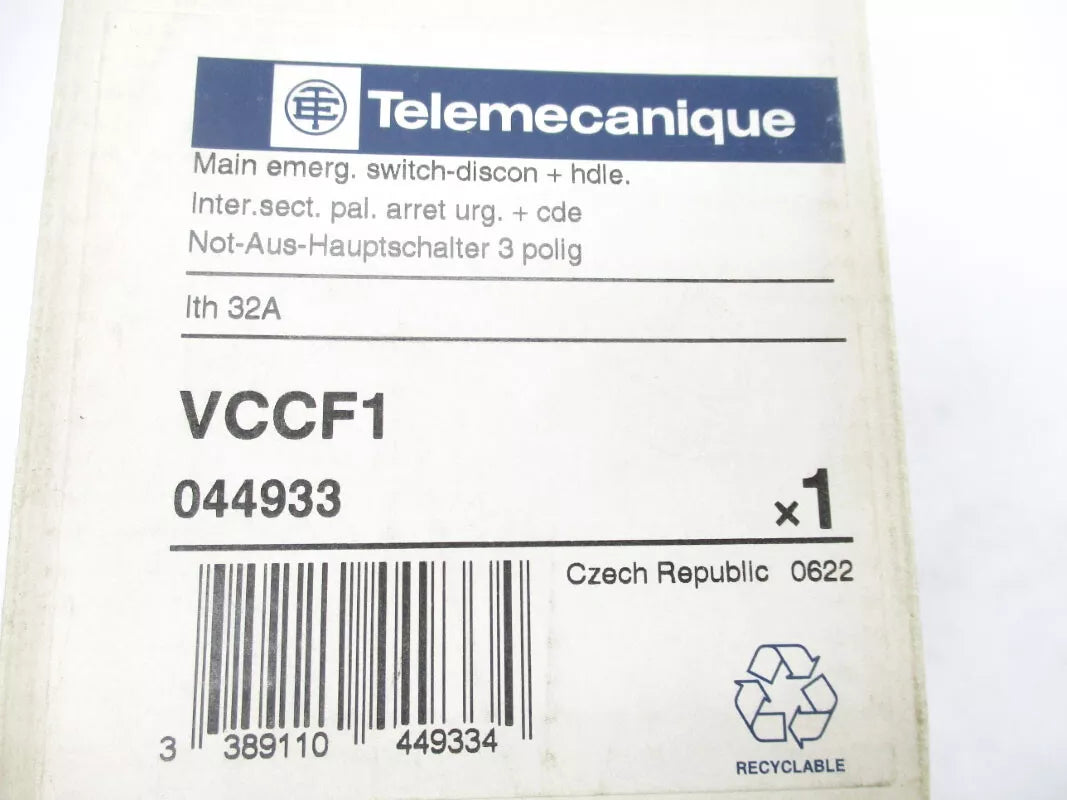 Telemecanique
Main emerg. switch-discon + hdle.
Inter.sect. pal. arret urg. + cde
Not-Aus-Hauptschalter 3 polig
Ith 32A
VCCF1
044933
x1
Czech Republic 0622
3 389110 449334
RECYCLABLE